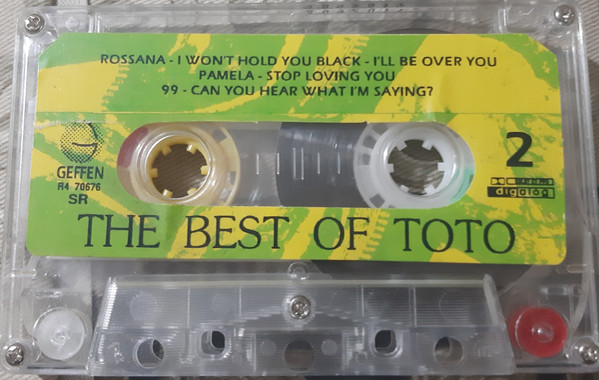 ROSSANA - I WON'T HOLD YOU BLACK - I'LL BE OVER YOU
PAMELA - STOP LOVING YOU
99 - CAN YOU HEAR WHAT I'M SAYING?
GEFFEN
R4 70676
SR
2
digalog
THE BEST OF TOTO